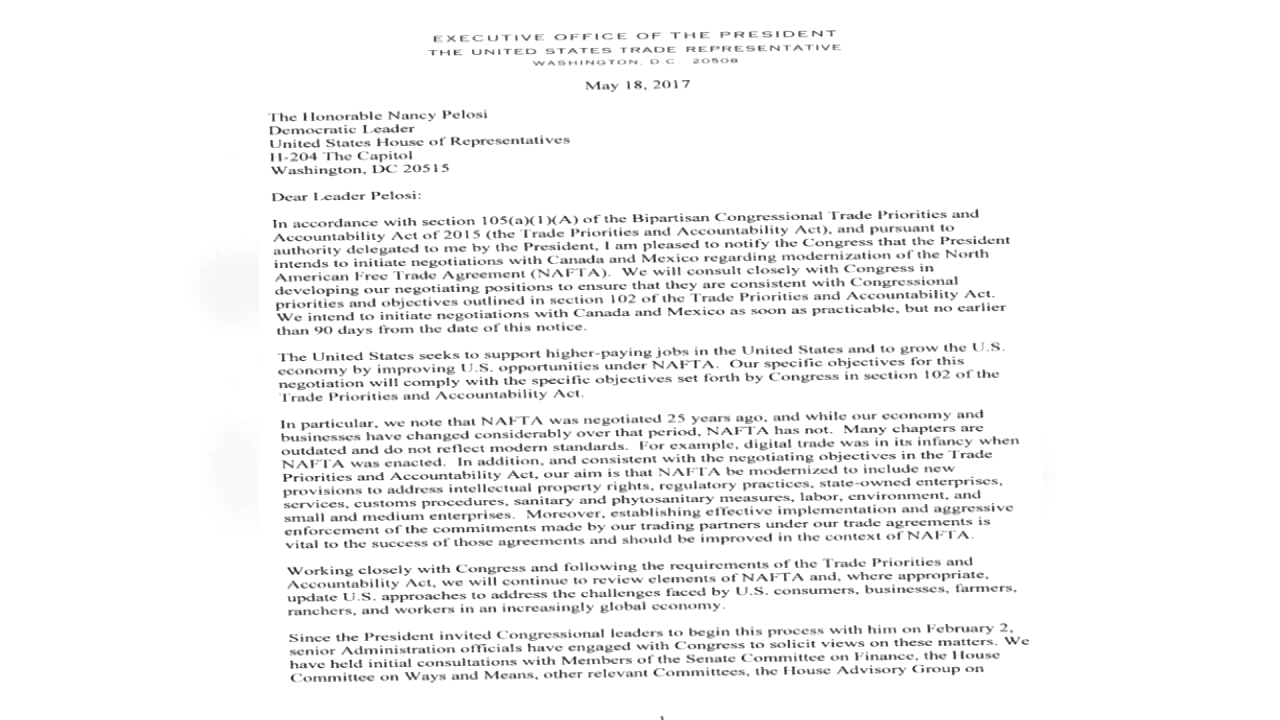 EXECUTIVE OFFICE OF THE PRESIDENT
THE UNITED STATES TRADE REPRESENTATIVE
WASHINGTON, D.C. 20508
May 18, 2017
The Honorable Nancy Pelosi
Democratic Leader
United States House of Representatives
H-204 The Capitol
Washington, DC 20515
Dear Leader Pelosi:
In accordance with section 105(a)(1)(A) of the Bipartisan Congressional Trade Priorities and
Accountability Act of 2015 (the Trade Priorities and Accountability Act), and pursuant to
authority delegated to me by the President, I am pleased to notify the Congress that the President
intends to initiate negotiations with Canada and Mexico regarding modernization of the North
American Free Trade Agreement (NAFTA). We will consult closely with Congress in
developing our negotiating positions to ensure that they are consistent with Congressional
priorities and objectives outlined in section 102 of the Trade Priorities and Accountability Act.
We intend to initiate negotiations with Canada and Mexico as soon as practicable, but no earlier
than 90 days from the date of this notice.
The United States seeks to support higher-paying jobs in the United States and to grow the U.S.
economy by improving U.S. opportunities under NAFTA. Our specific objectives for this
negotiation will comply with the specific objectives set forth by Congress in section 102 of the
Trade Priorities and Accountability Act.
In particular, we note that NAFTA was negotiated 25 years ago, and while our economy and
businesses have changed considerably over that period, NAFTA has not. Many chapters are
outdated and do not reflect modern standards. For example, digital trade was in its infancy when
NAFTA was enacted. In addition, and consistent with the negotiating objectives in the Trade
Priorities and Accountability Act, our aim is that NAFTA be modernized to include new
provisions to address intellectual property rights, regulatory practices, state-owned enterprises,
services, customs procedures, sanitary and phytosanitary measures, labor, environment, and
small and medium enterprises. Moreover, establishing effective implementation and aggressive
enforcement of the commitments made by our trading partners under our trade agreements is
vital to the success of those agreements and should be improved in the context of NAFTA.
Working closely with Congress and following the requirements of the Trade Priorities and
Accountability Act, we will continue to review elements of NAFTA and, where appropriate,
update U.S. approaches to address the challenges faced by U.S. consumers, businesses, farmers,
ranchers, and workers in an increasingly global economy.
Since the President invited Congressional leaders to begin this process with him on February 2,
senior Administration officials have engaged with Congress to solicit views on these matters. We
have held initial consultations with Members of the Senate Committee on Finance, the House
Committee on Ways and Means, other relevant Committees, the House Advisory Group on